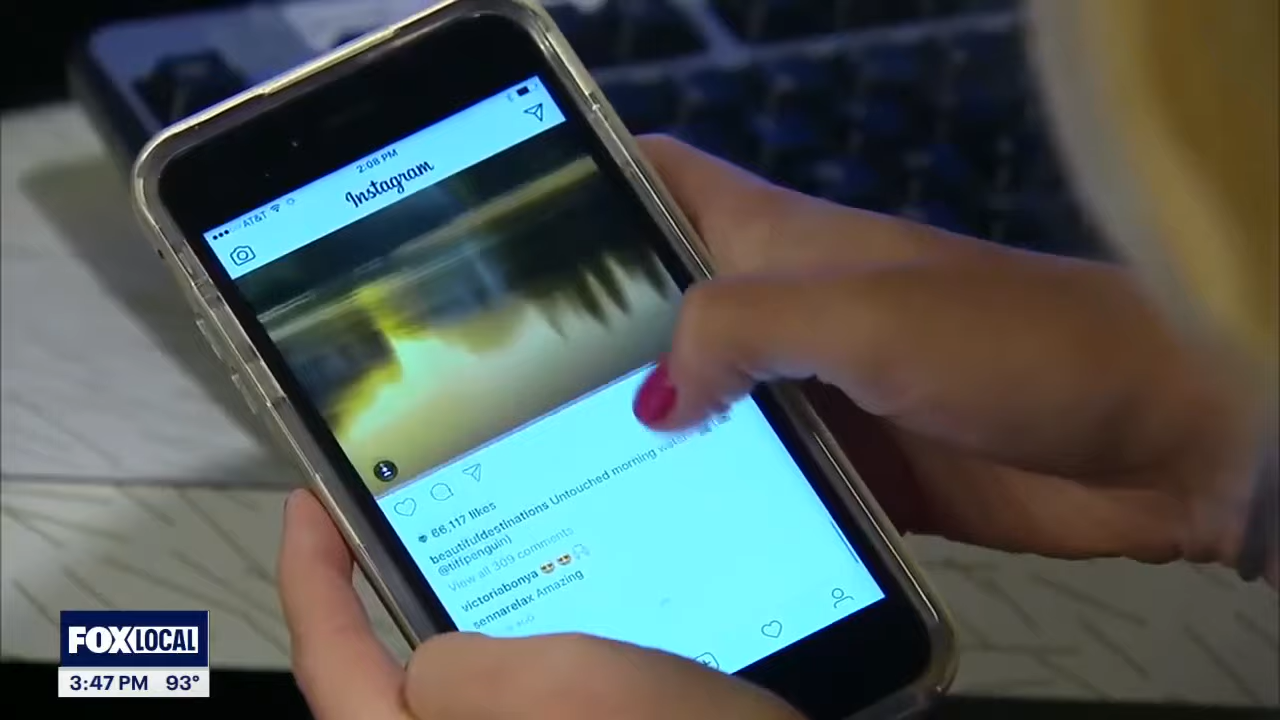 AT&T
2:08 PM
Instagram
66,117 likes
beautifuldestinations Untouched morning
@tiffpenguin)
View all 309 comments
victoriabonya 😍😍
sennarelax Amazing
FOX LOCAL
3:47 PM 93°